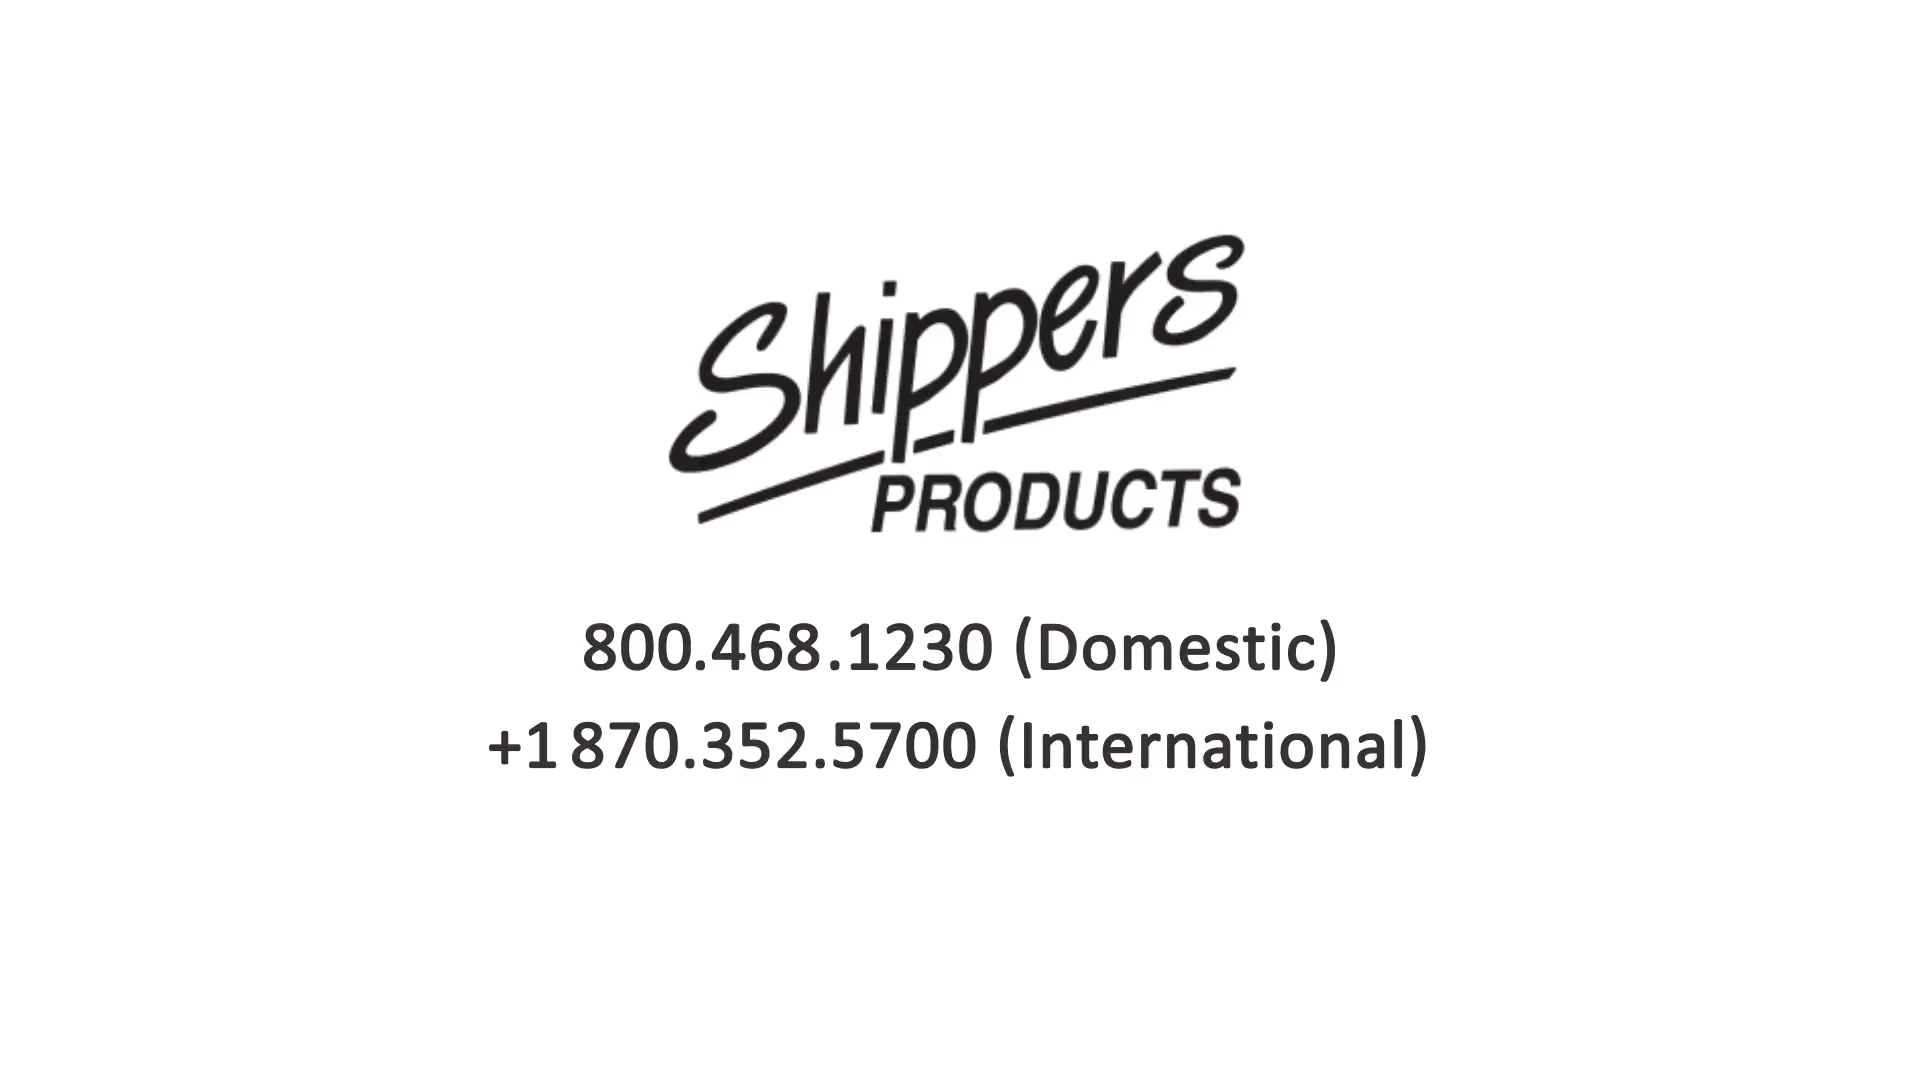 Shippers
PRODUCTS
800.468.1230 (Domestic)
+1 870.352.5700 (International)